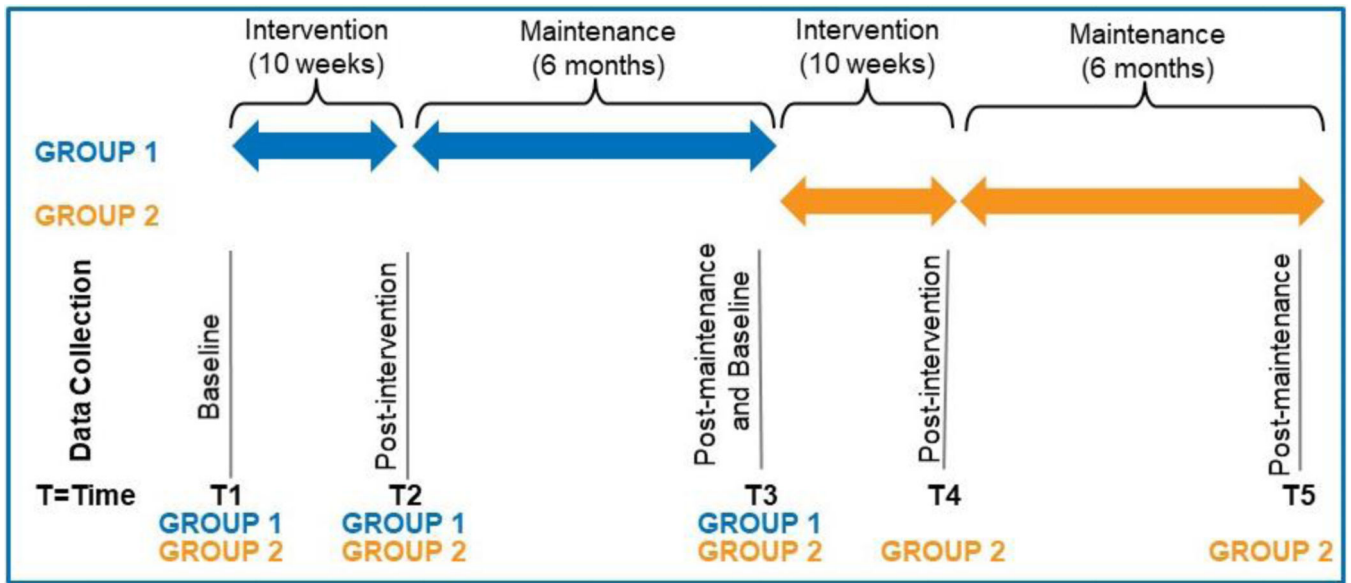 Intervention
(10 weeks)
Maintenance
(6 months)
Intervention
(10 weeks)
Maintenance
(6 months)
GROUP 1
GROUP 2
Data Collection
Baseline
Post-intervention
Post-maintenance
and Baseline
Post-intervention
Post-maintenance
T=Time
T1
T2
T3
T4
T5
GROUP 1
GROUP 1
GROUP 1
GROUP 2
GROUP 2
GROUP 2
GROUP 2
GROUP 2